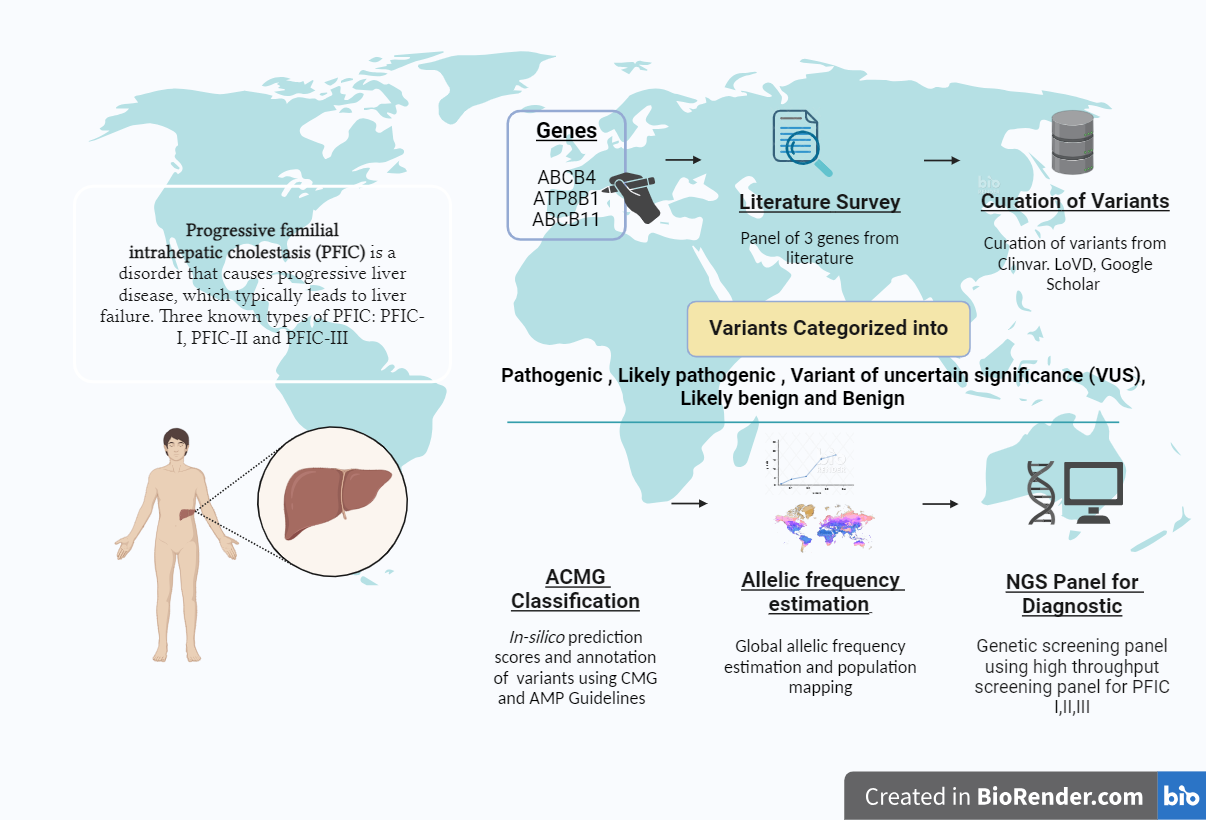 Progressive familial
intrahepatic cholestasis (PFIC) is a
disorder that causes progressive liver
disease, which typically leads to liver
failure. Three known types of PFIC: PFIC-
I, PFIC-II and PFIC-III
Genes
ABCB4
ATP8B1
ABCB11
Literature Survey
Panel of 3 genes from
literature
bio
Curation of Variants
Curation of variants from
Clinvar. LoVD, Google
Scholar
Variants Categorized into
Pathogenic , Likely pathogenic , Variant of uncertain significance (VUS),
Likely benign and Benign
ACMG
Classification
In-silico prediction
scores and annotation
of variants using CMG
and AMP Guidelines
bio
RENDER
Allelic frequency
estimation
Global allelic frequency
estimation and population
mapping
NGS Panel for
Diagnostic
Genetic screening panel
using high throughput
screening panel for PFIC
I,II,III
Created in BioRender.com bio